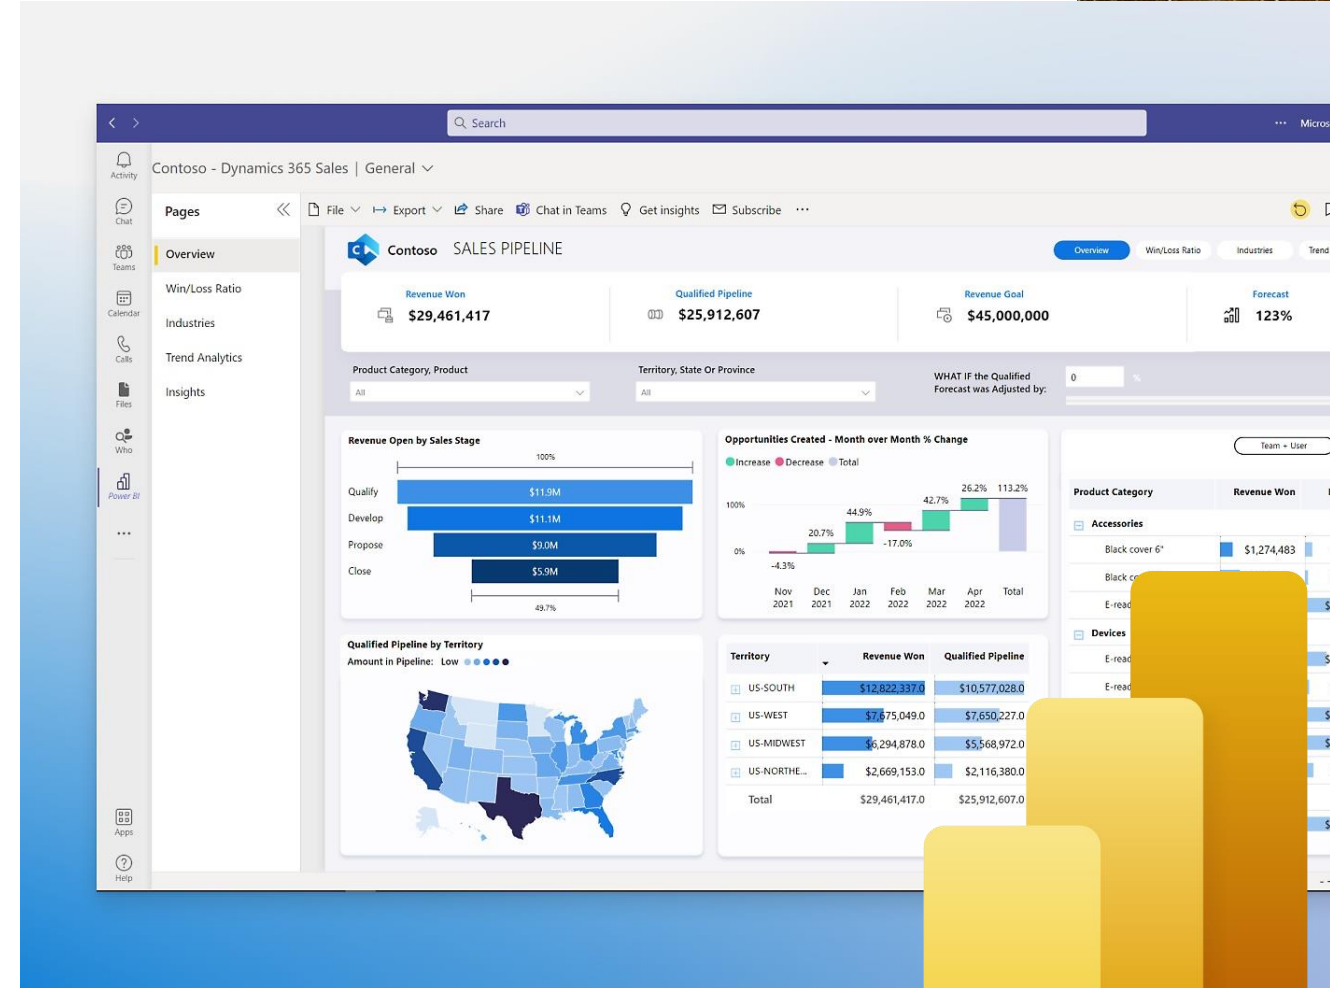 Search
Micros
Contoso - Dynamics 365 Sales | General
Activity
Chat
Teams
Calendar
Calls
Files
Who
Power BI
Apps
Help
Pages
Overview
Win/Loss Ratio
Industries
Trend Analytics
Insights
File Export Share Chat in Teams Get insights Subscribe
Contoso SALES PIPELINE
Overview Win/Loss Ratio Industries Trend
Revenue Won Qualified Pipeline Revenue Goal Forecast
$29,461,417 $25,912,607 $45,000,000 123%
Product Category, Product
All
Territory, State Or Province
All
WHAT IF the Qualified
Forecast was Adjusted by:
0 %
Revenue Open by Sales Stage
100%
Qualify $11.9M
Develop $11.1M
Propose $9.0M
Close $5.9M
49.7%
Opportunities Created - Month over Month % Change
Increase Decrease Total
100%
0%
-4.3% 20.7% 44.9% -17.0% 42.7% 26.2% 113.2%
Nov Dec Jan Feb Mar Apr Total
2021 2021 2022 2022 2022 2022
Team + User
Product Category Revenue Won
Accessories
Black cover 6" $1,274,483
Black co
E-read
Devices
E-read
E-read
Qualified Pipeline by Territory
Amount in Pipeline: Low
Territory Revenue Won Qualified Pipeline
US-SOUTH $12,822,337.0 $10,577,028.0
US-WEST $7,675,049.0 $7,650,227.0
US-MIDWEST $6,294,878.0 $5,568,972.0
US-NORTHE... $2,669,153.0 $2,116,380.0
Total $29,461,417.0 $25,912,607.0